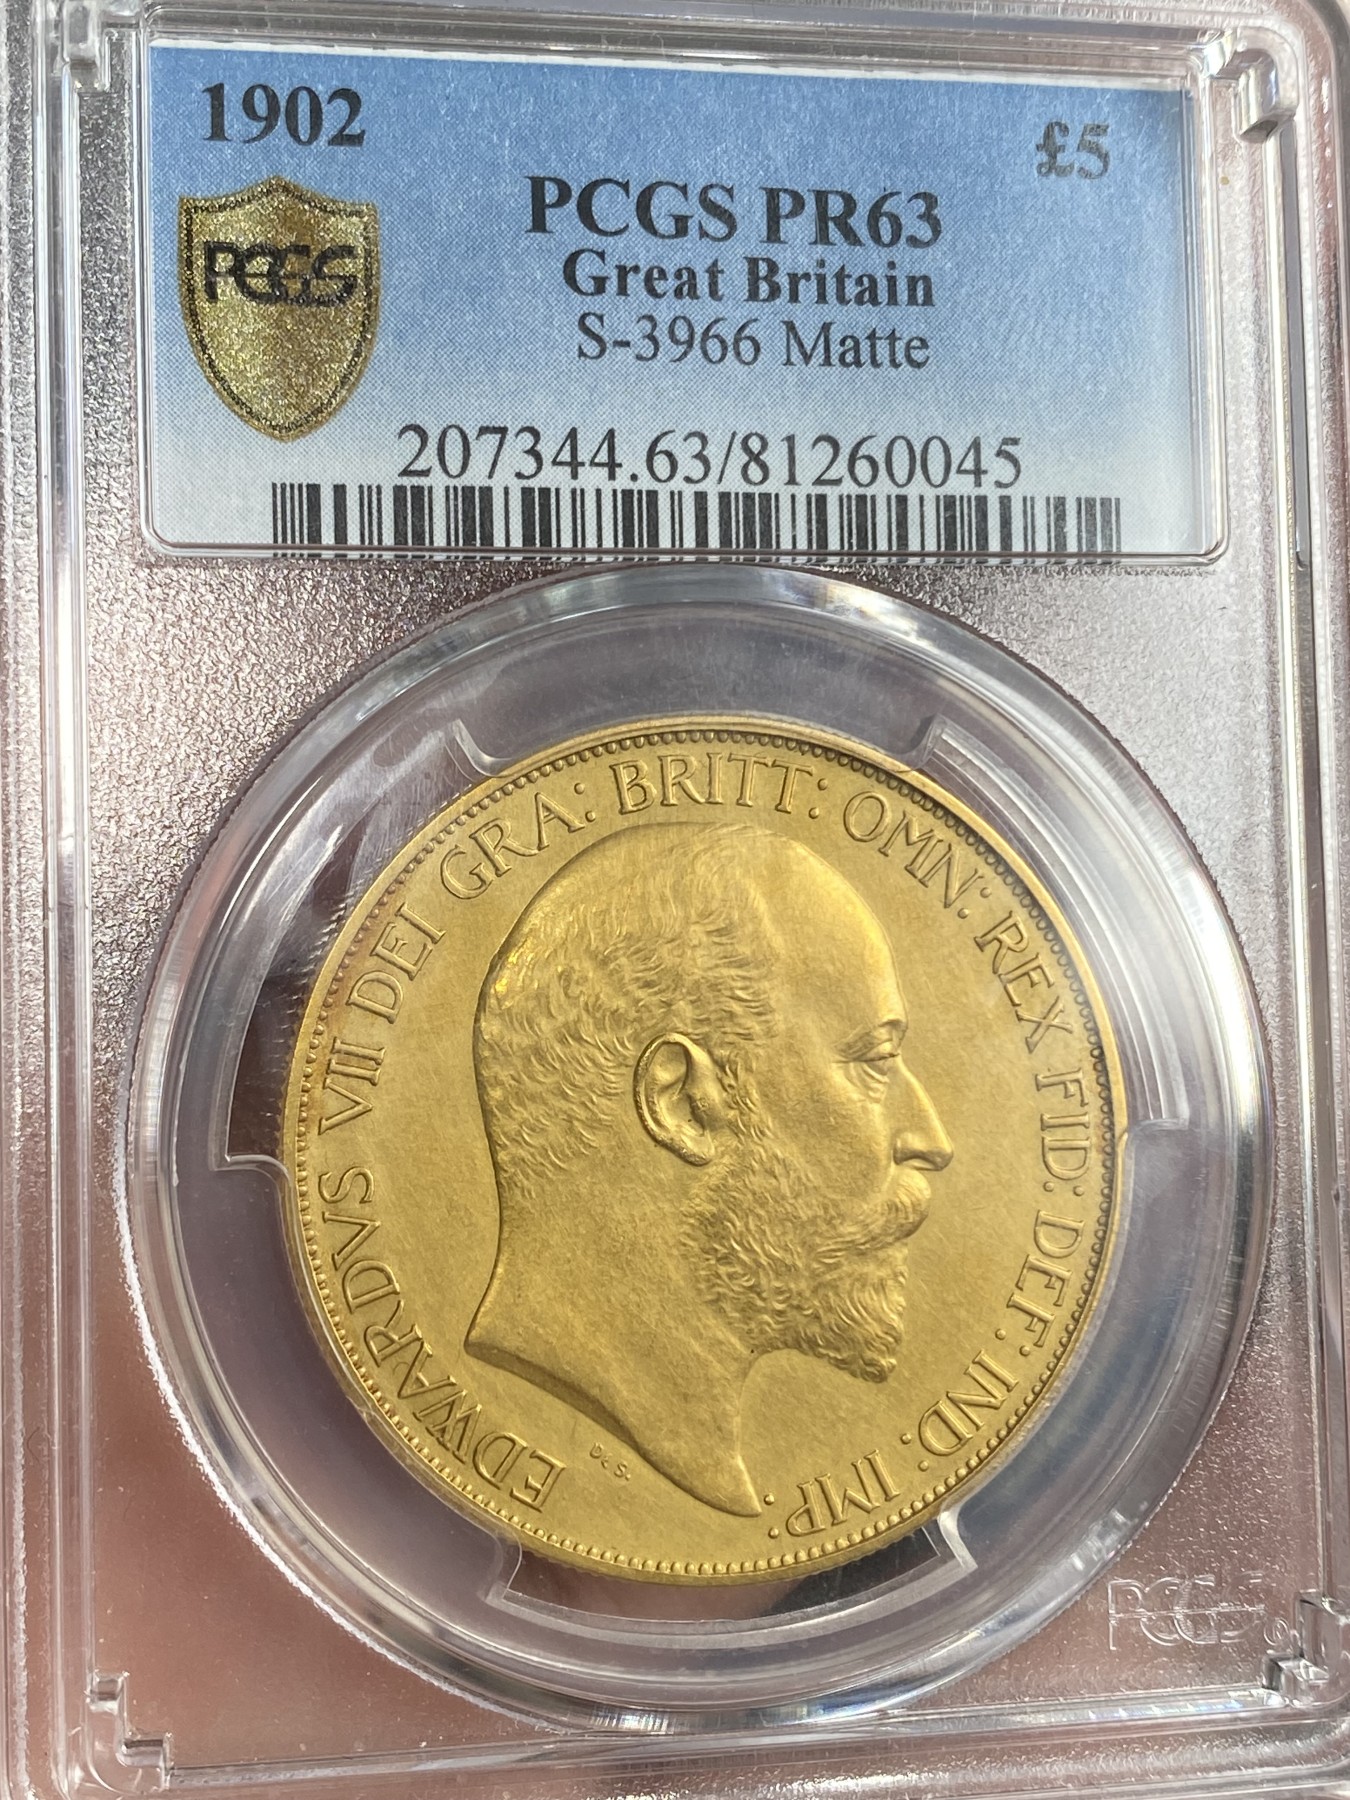 1902
£5
PCGS PR63
Great Britain
S-3966 Matte
PCGS
207344.63/81260045
EDWARDVS VII DEI GRA: BRITT: OMN: REX FID: DEF: IND: IMP:
DeS.
PCGS